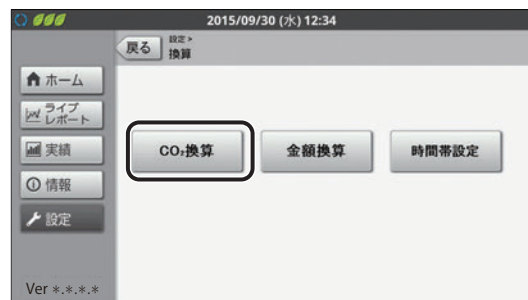 2015/09/30 (水) 12:34
戻る
設定 >
換算
ホーム
ライブ
レポート
実績
情報
設定
CO₂換算
金額換算
時間帯設定
Ver *.*.*.*